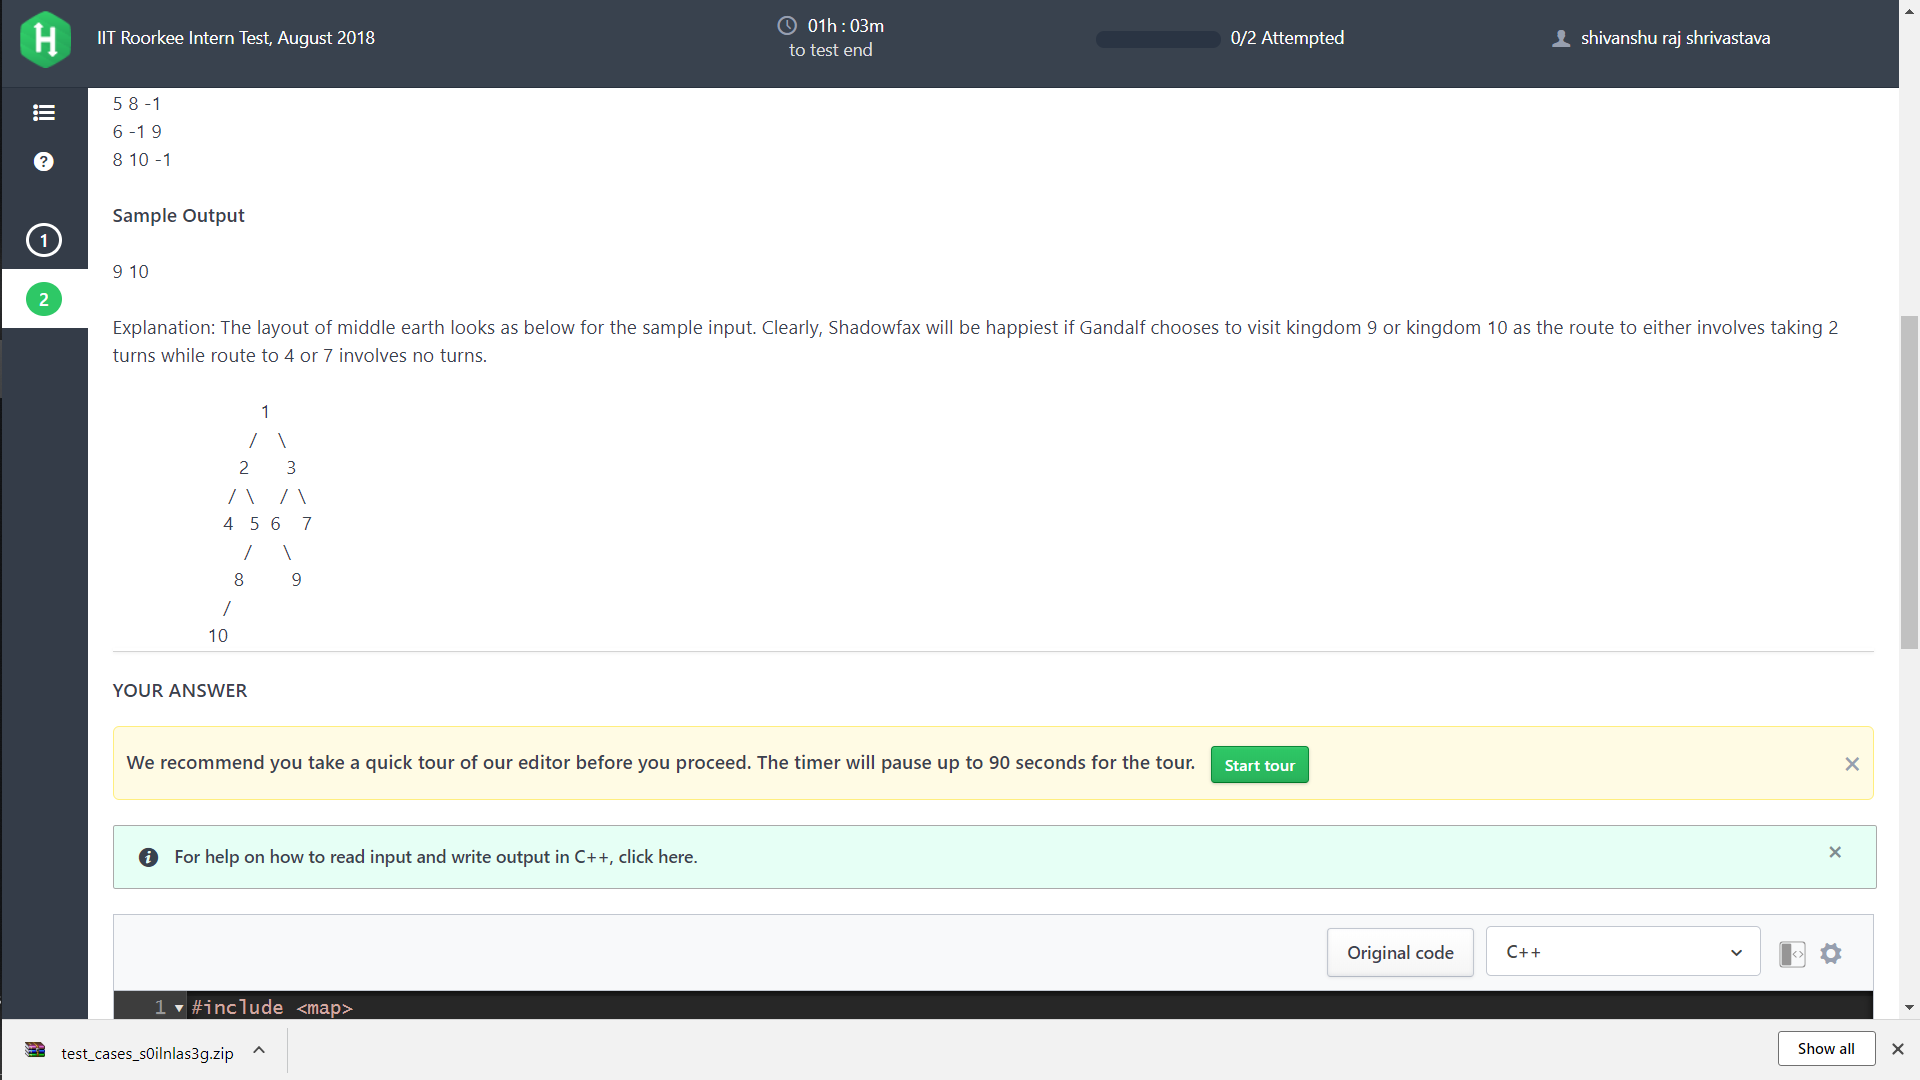 IIT Roorkee Intern Test, August 2018
01h : 03m
to test end
0/2 Attempted
shivanshu raj shrivastava
5 8 -1
6 -1 9
8 10 -1
1
2
Sample Output
9 10
Explanation: The layout of middle earth looks as below for the sample input. Clearly, Shadowfax will be happiest if Gandalf chooses to visit kingdom 9 or kingdom 10 as the route to either involves taking 2
turns while route to 4 or 7 involves no turns.
1
/ \
2 3
/ \ / \
4 5 6 7
/ \
8 9
/
10
YOUR ANSWER
We recommend you take a quick tour of our editor before you proceed. The timer will pause up to 90 seconds for the tour. Start tour
For help on how to read input and write output in C++, click here.
Original code
C++
1 #include <map>
test_cases_s0ilnlas3g.zip
Show all